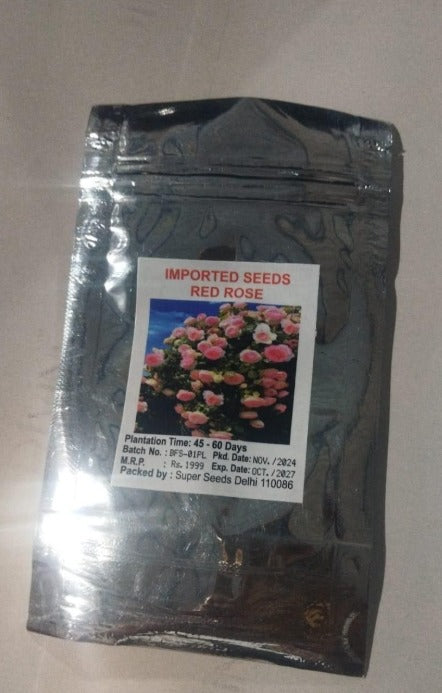 IMPORTED SEEDS
RED ROSE
Plantation Time: 45 - 60 Days
Batch No. : BFS-01PL Pkd. Date: NOV. /2024
M.R.P. : Rs. 1999 Exp. Date: OCT. /2027
Packed by : Super Seeds Delhi 110086